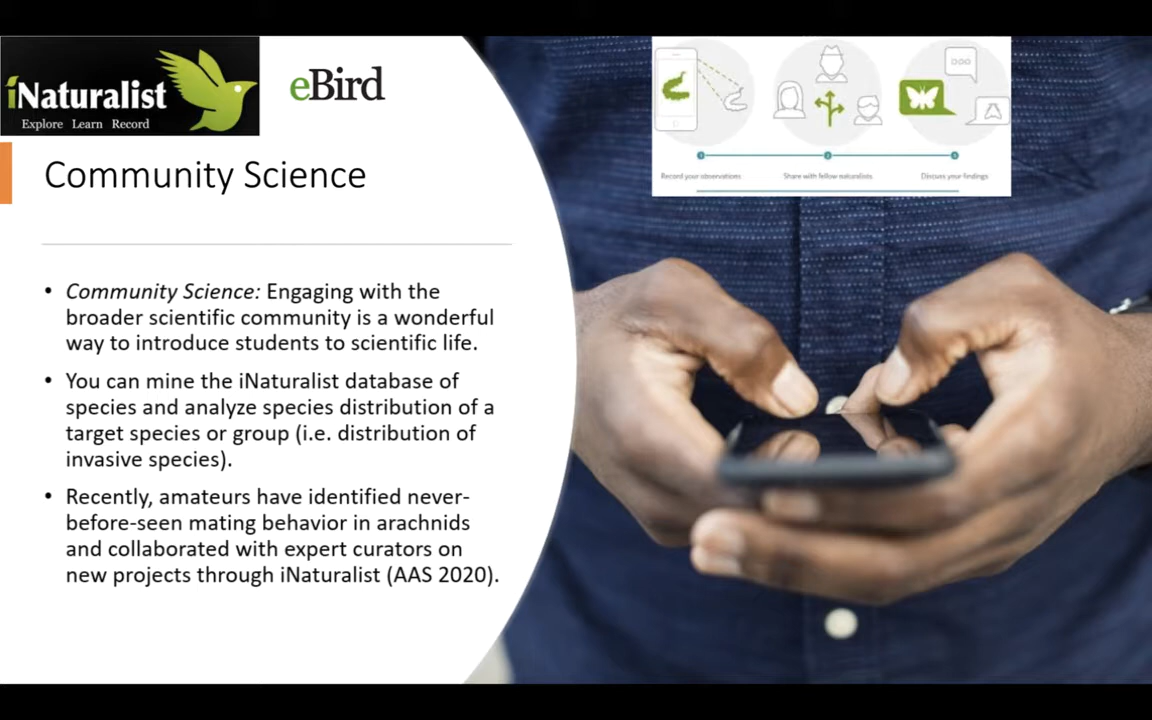 iNaturalist
Explore Learn Record
eBird
Record your observations
Share with fellow naturalists
Discuss your findings
Community Science
• Community Science: Engaging with the
broader scientific community is a wonderful
way to introduce students to scientific life.
• You can mine the iNaturalist database of
species and analyze species distribution of a
target species or group (i.e. distribution of
invasive species).
• Recently, amateurs have identified never-
before-seen mating behavior in arachnids
and collaborated with expert curators on
new projects through iNaturalist (AAS 2020).